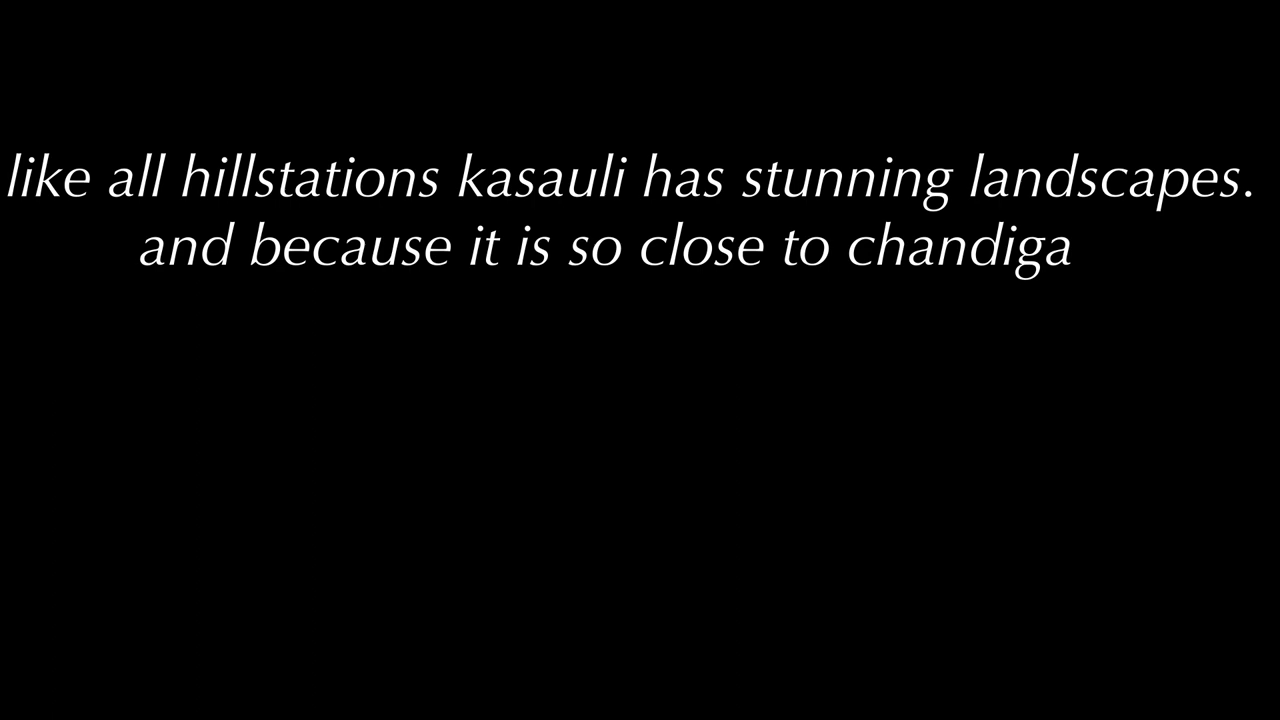 like all hillstations kasauli has stunning landscapes.
and because it is so close to chandiga